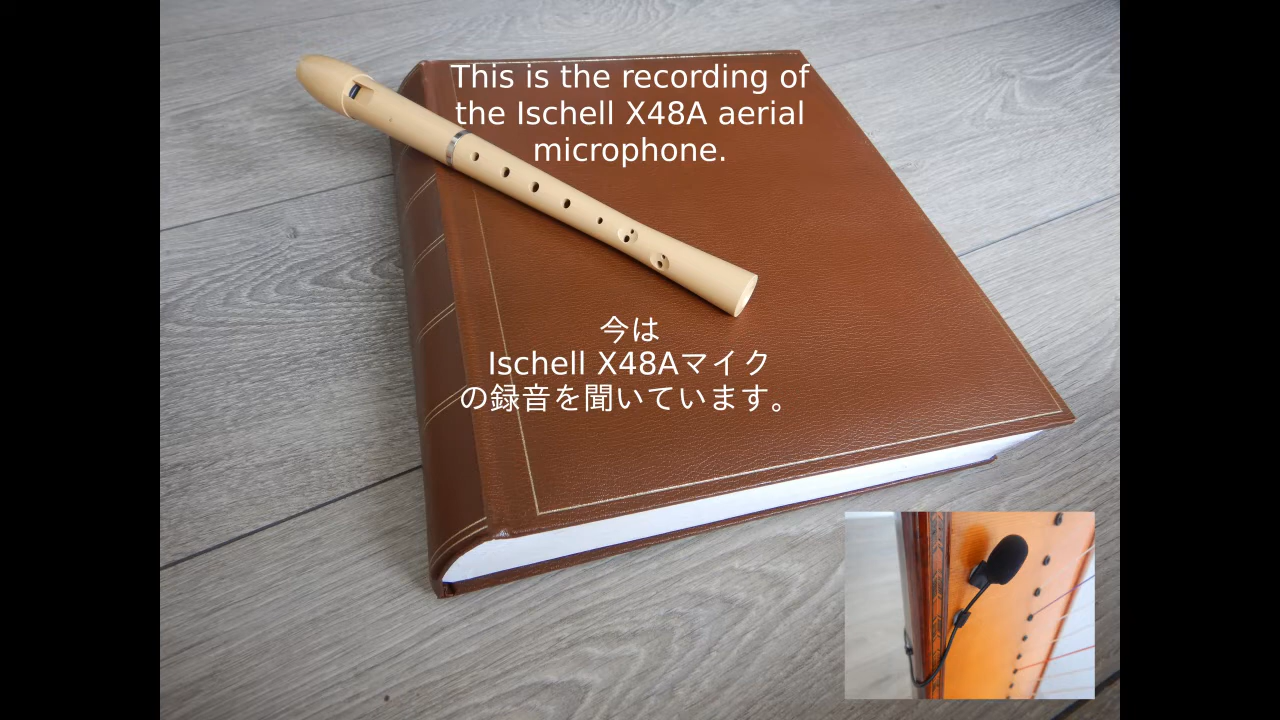 This is the recording of
the Ischell X48A aerial
microphone.
今は
Ischell X48Aマイク
の録音を聞いています。